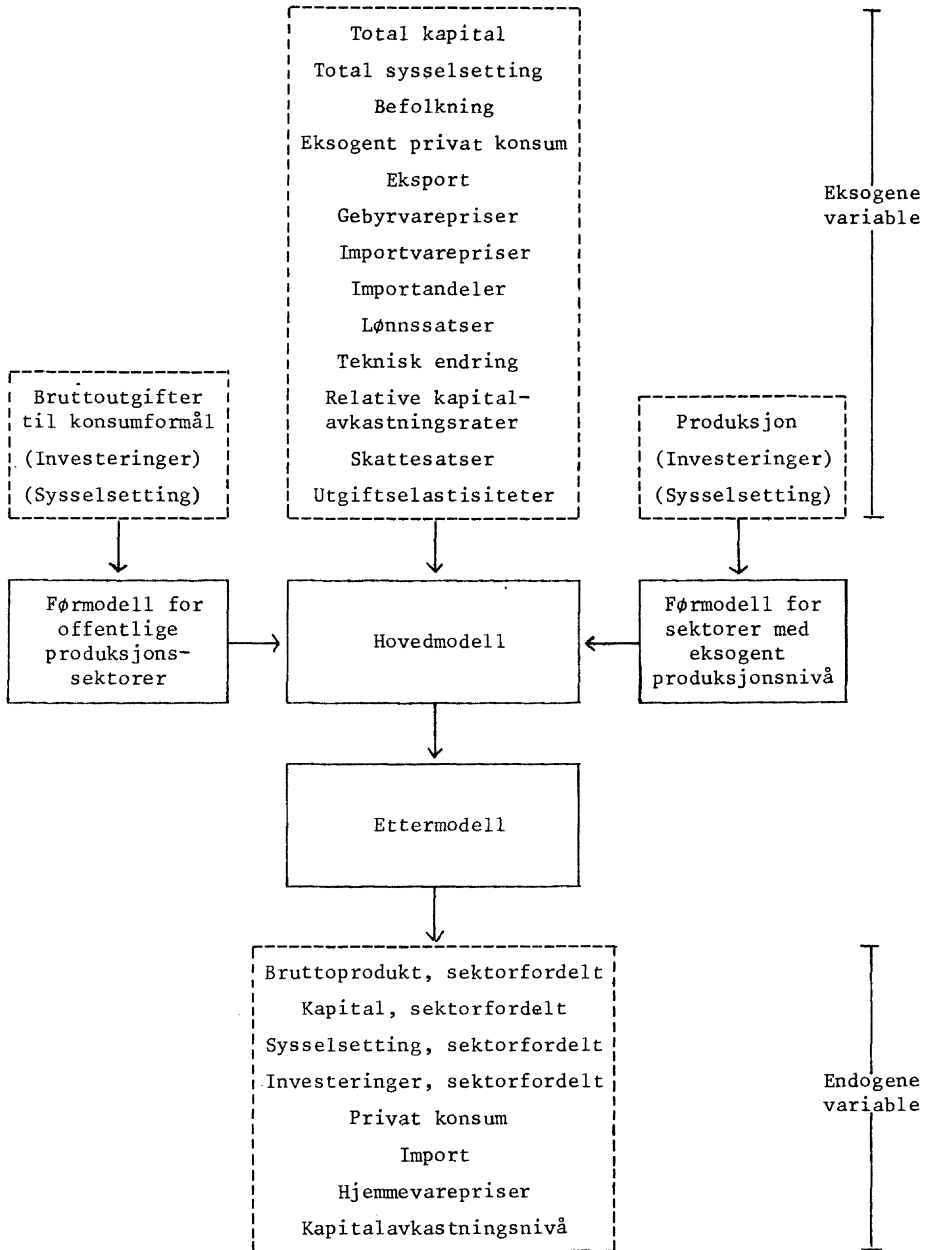 Total kapital
Total sysselsetting
Befolkning
Eksogent privat konsum
Eksport
Gebyrvarepriser
Importvarepriser
Importandeler
Lønnssatser
Teknisk endring
Relative kapital-
avkastningsrater
Skattesatser
Utgiftselastisiteter
Eksogene
variable
Bruttoutgifter
til konsumformål
(Investeringer)
(Sysselsetting)
Produksjon
(Investeringer)
(Sysselsetting)
Førmodell for
offentlige
produksjons-
sektorer
Hovedmodell
Førmodell for
sektorer med
eksogent
produksjonsnivå
Ettermodell
Bruttoprodukt, sektorfordelt
Kapital, sektorfordelt
Sysselsetting, sektorfordelt
Investeringer, sektorfordelt
Privat konsum
Import
Hjemmevarepriser
Kapitalavkastningsnivå
Endogene
variable